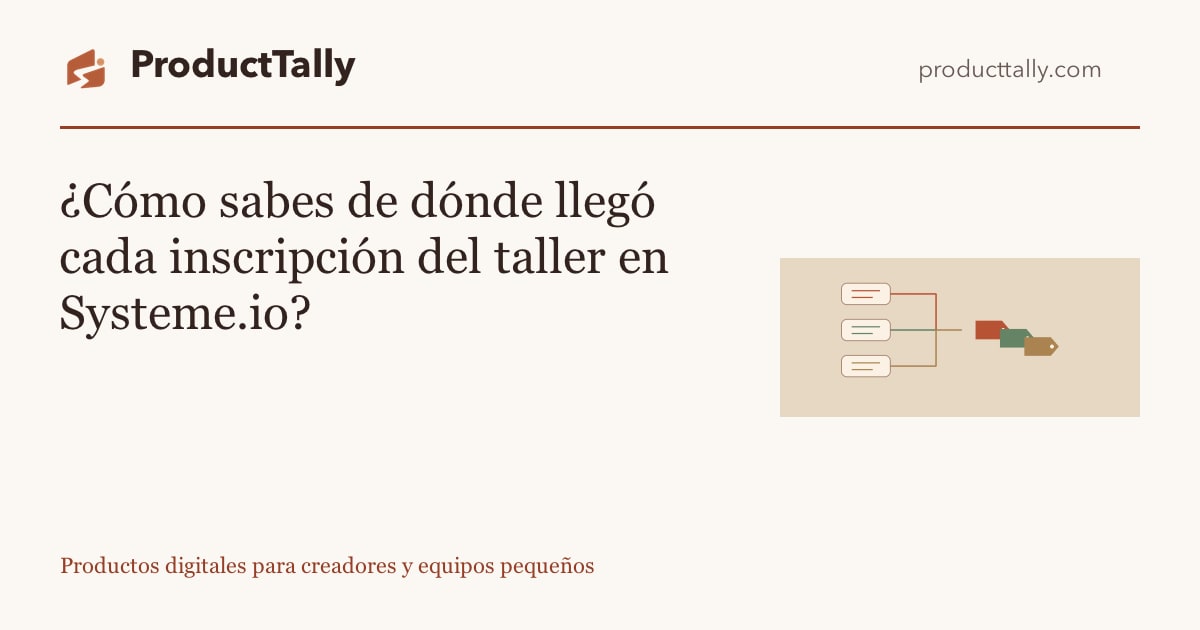 ProductTally
producttally.com
¿Cómo sabes de dónde llegó
cada inscripción del taller en
Systeme.io?
Productos digitales para creadores y equipos pequeños